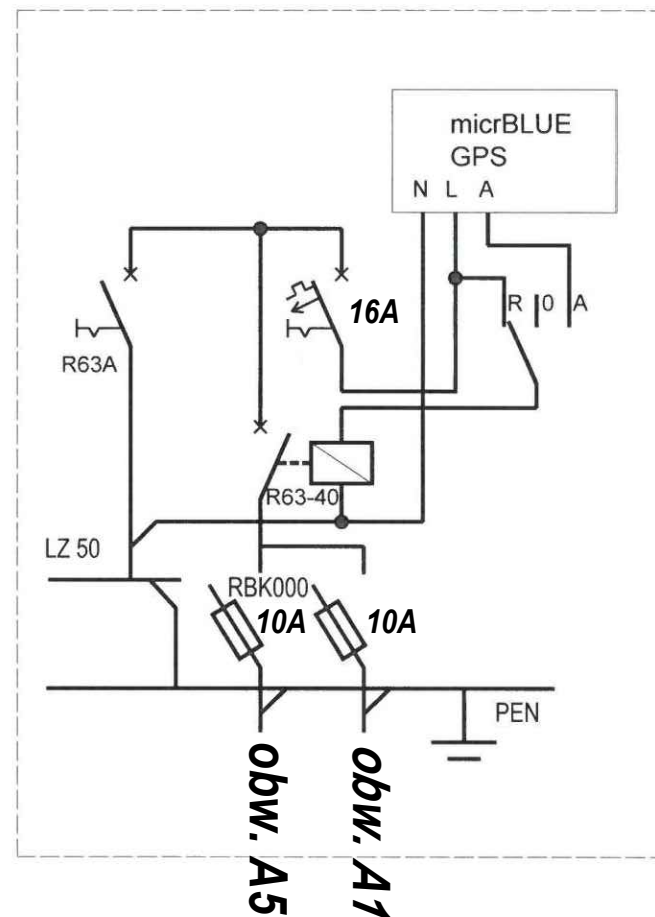 micrBLUE
GPS
N L A
16A
R 0 A
R63A
R63-40
LZ 50
RBK000
10A 10A
PEN
obw. A5
obw. A1